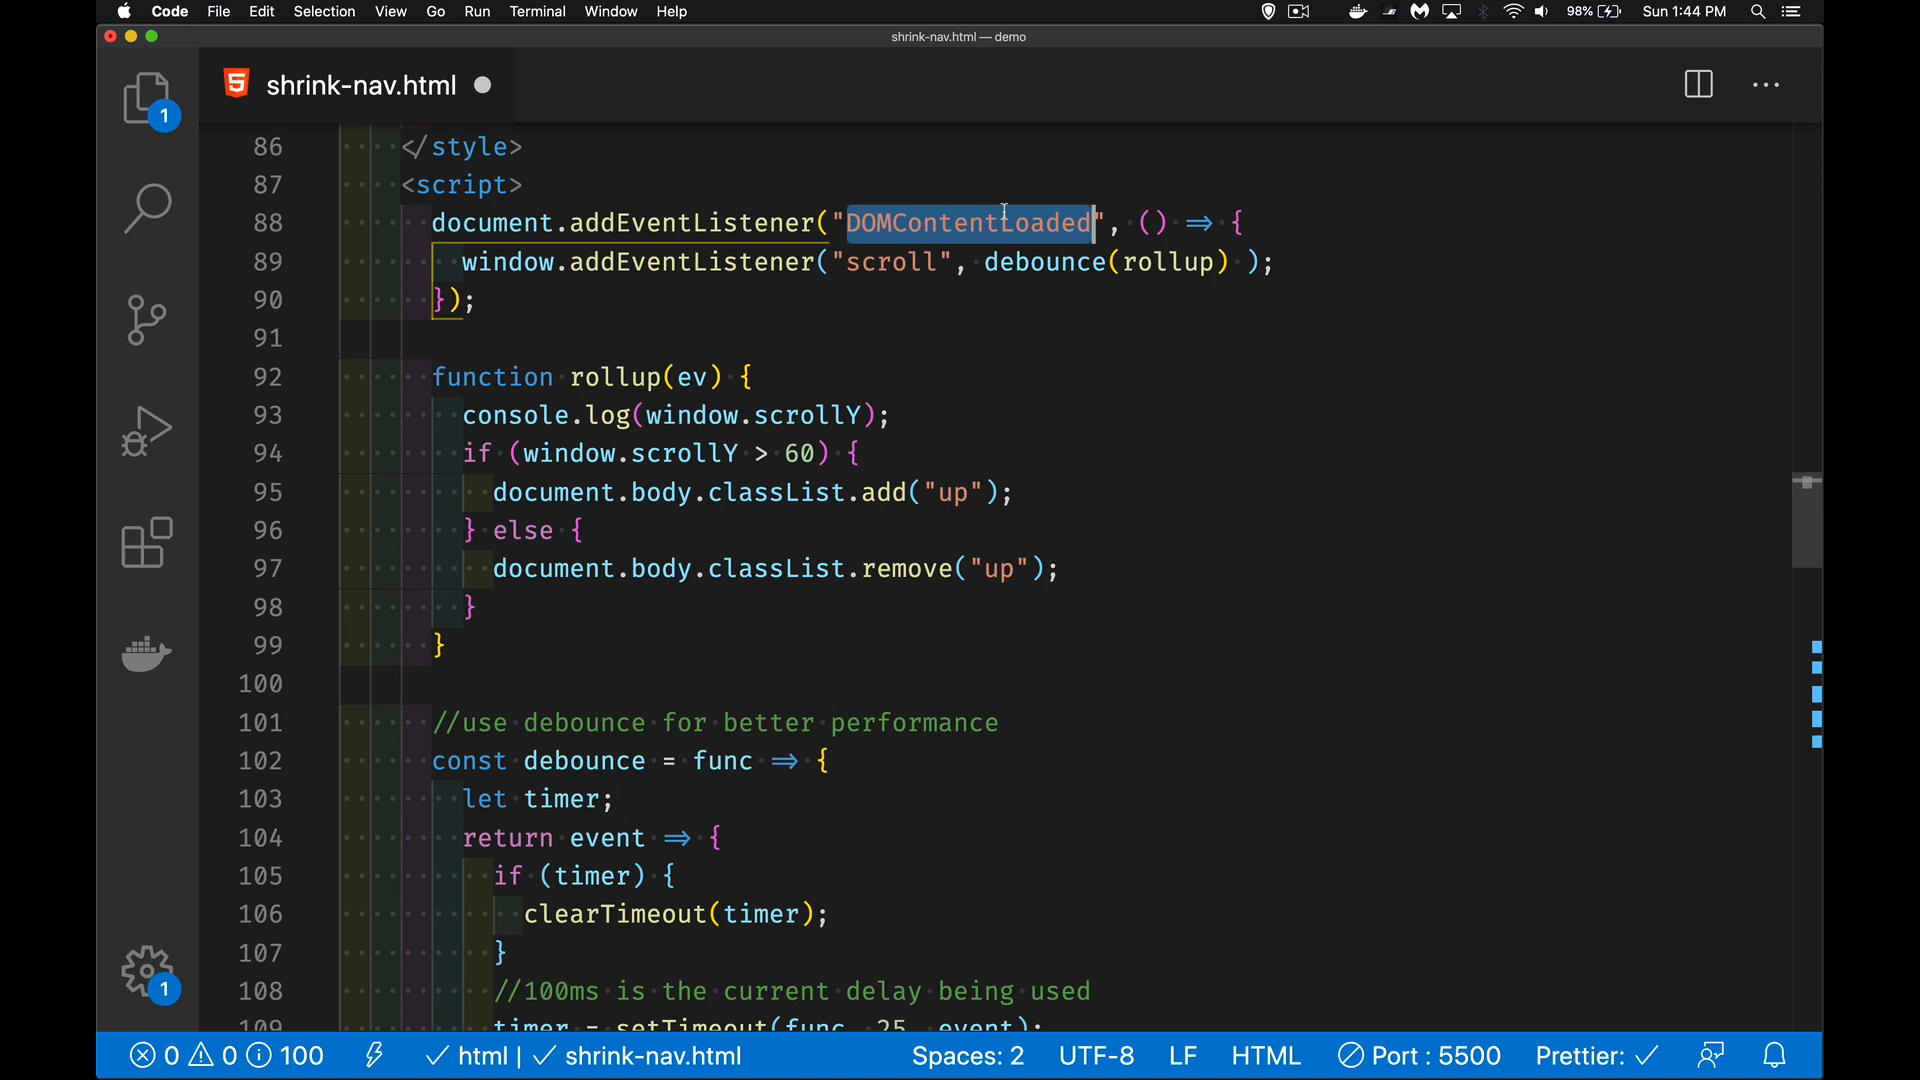 Code File Edit Selection View Go Run Terminal Window Help 98% Sun 1:44 PM
shrink-nav.html — demo
shrink-nav.html
86 </style>
87 <script>
88 document.addEventListener("DOMContentLoaded", () => {
89 window.addEventListener("scroll", debounce(rollup) );
90 });
91
92 function rollup(ev) {
93 console.log(window.scrollY);
94 if (window.scrollY > 60) {
95 document.body.classList.add("up");
96 } else {
97 document.body.classList.remove("up");
98 }
99 }
100
101 //use debounce for better performance
102 const debounce = func => {
103 let timer;
104 return event => {
105 if (timer) {
106 clearTimeout(timer);
107 }
108 //100ms is the current delay being used
109 timer = setTimeout(func, 25, event);
1
1
0 0 100 html | shrink-nav.html Spaces: 2 UTF-8 LF HTML Port : 5500 Prettier: